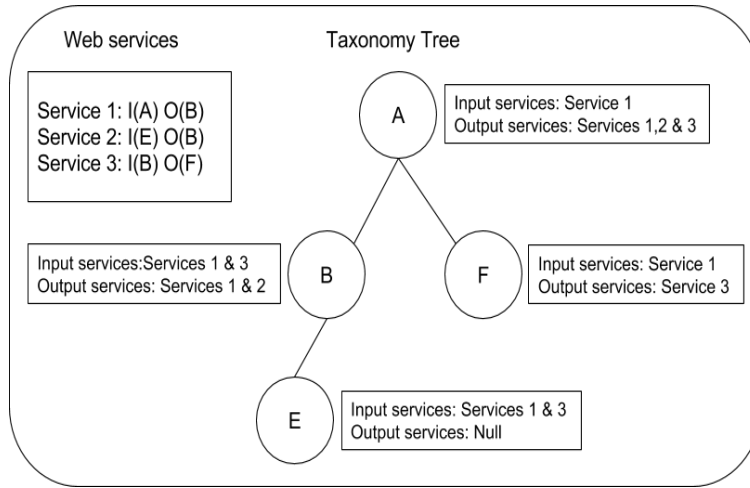 Web services
Taxonomy Tree
Service 1: I(A) O(B)
Service 2: I(E) O(B)
Service 3: I(B) O(F)
A
Input services: Service 1
Output services: Services 1,2 & 3
Input services:Services 1 & 3
Output services: Services 1 & 2
B
F
Input services: Service 1
Output services: Service 3
E
Input services: Services 1 & 3
Output services: Null